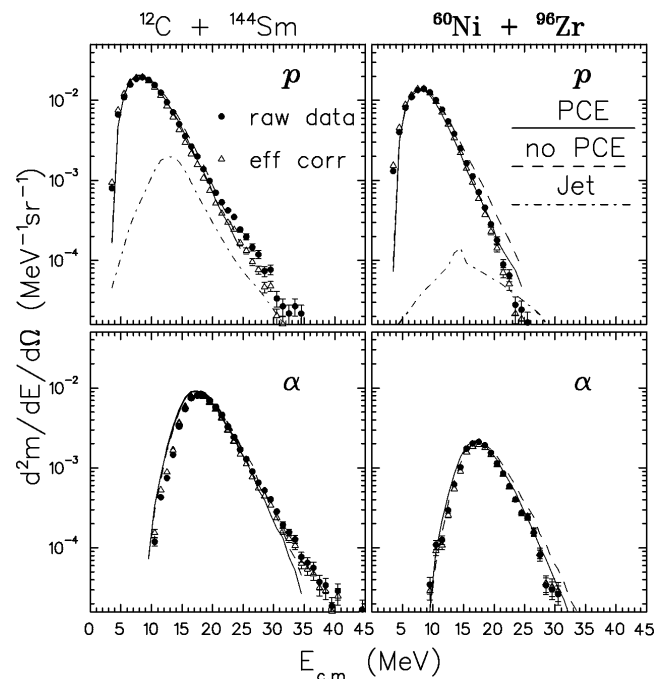 ¹²C + ¹⁴⁴Sm
⁶⁰Ni + ⁹⁶Zr
p
raw data
eff corr
p
PCE
no PCE
Jet
10⁻²
10⁻³
10⁻⁴
α
α
10⁻²
10⁻³
10⁻⁴
d²m/dE/dΩ (MeV⁻¹sr⁻¹)
0 5 10 15 20 25 30 35 40 45
5 10 15 20 25 30 35 40 45
E c.m. (MeV)